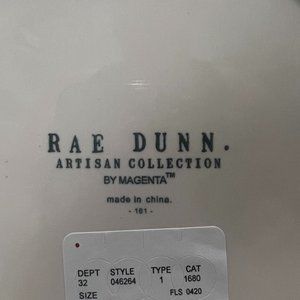 RAE DUNN.
ARTISAN COLLECTION
BY MAGENTA™
made in china.
- 161 -
DEPT STYLE TYPE CAT
32 046264 1 1680
SIZE FLS 0420